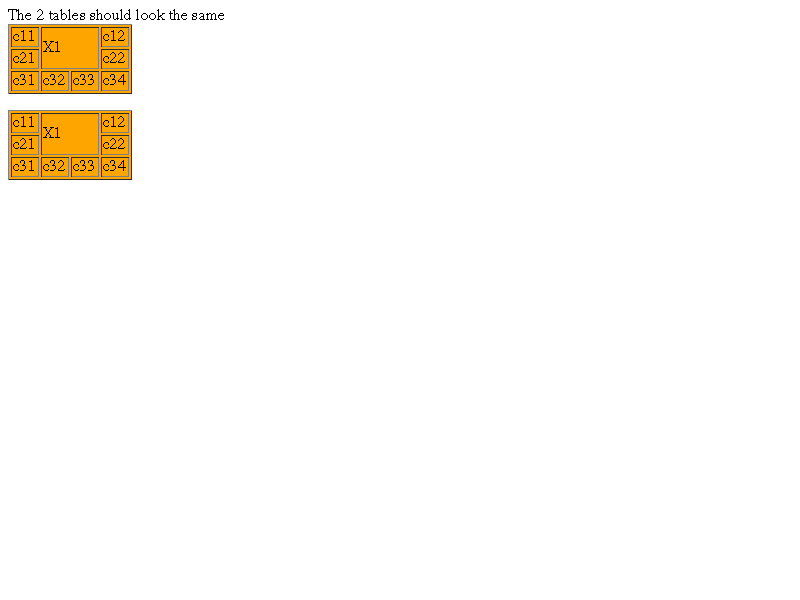 The 2 tables should look the same
c11 X1 c12
c21 c22
c31 c32 c33 c34
c11 X1 c12
c21 c22
c31 c32 c33 c34